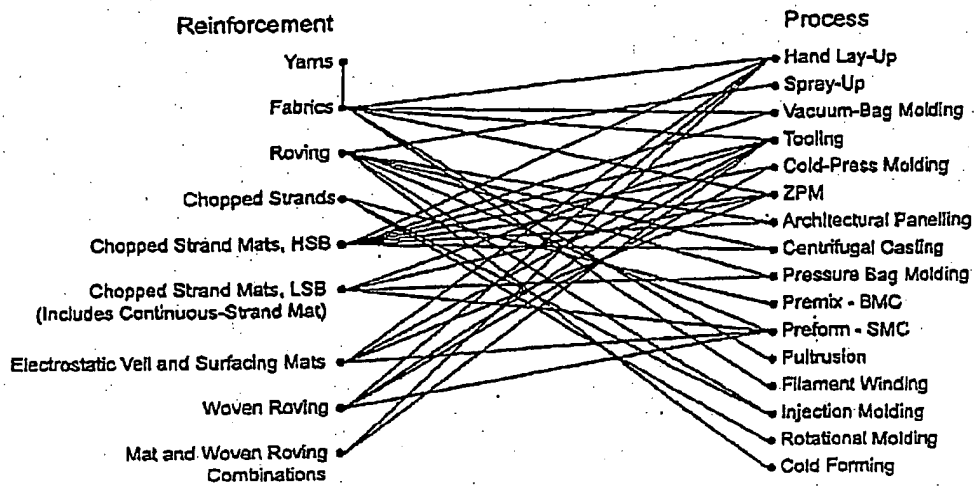 Reinforcement
Yarns
Fabrics
Roving
Chopped Strands
Chopped Strand Mats, HSB
Chopped Strand Mats, LSB
(Includes Continuous-Strand Mat)
Electrostatic Veil and Surfacing Mats
Woven Roving
Mat and Woven Roving
Combinations
Process
Hand Lay-Up
Spray-Up
Vacuum-Bag Molding
Tooling
Cold-Press Molding
ZPM
Architectural Panelling
Centrifugal Casting
Pressure Bag Molding
Premix - BMC
Preform - SMC
Pultrusion
Filament Winding
Injection Molding
Rotational Molding
Cold Forming